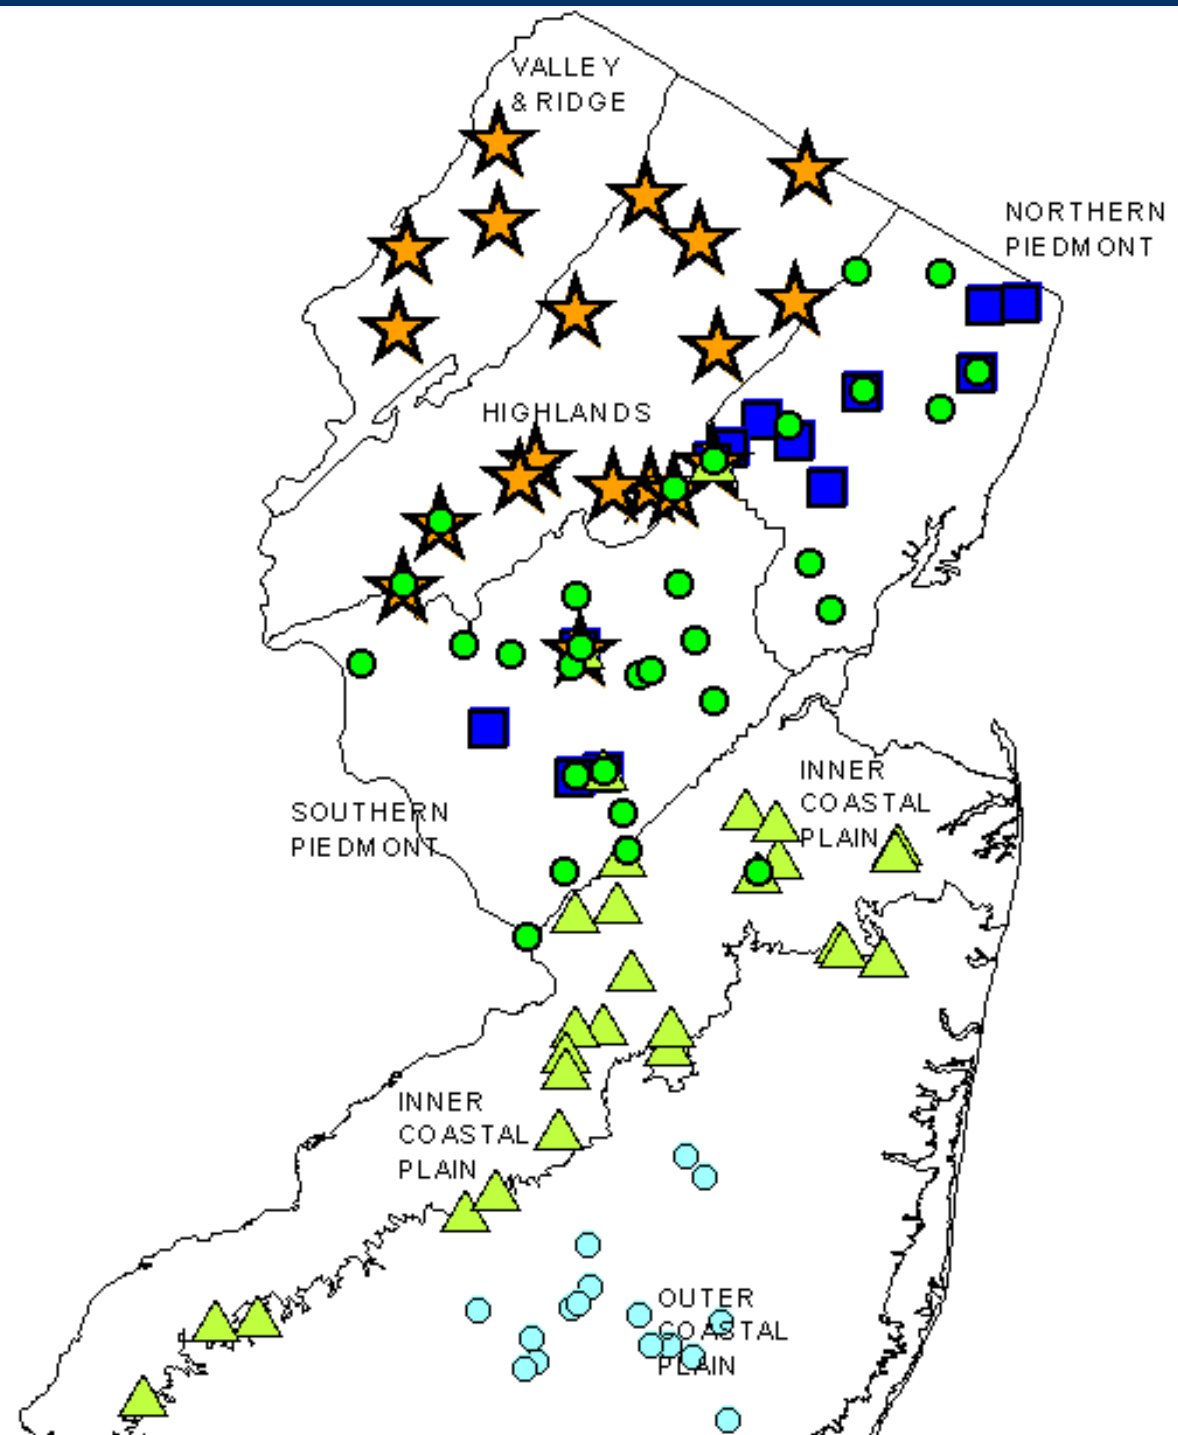 VALLEY
& RIDGE
NORTHERN
PIEDMONT
HIGHLANDS
INNER
COASTAL
PLAIN
SOUTHERN
PIEDMONT
INNER
COASTAL
PLAIN
OUTER
COASTAL
PLAIN